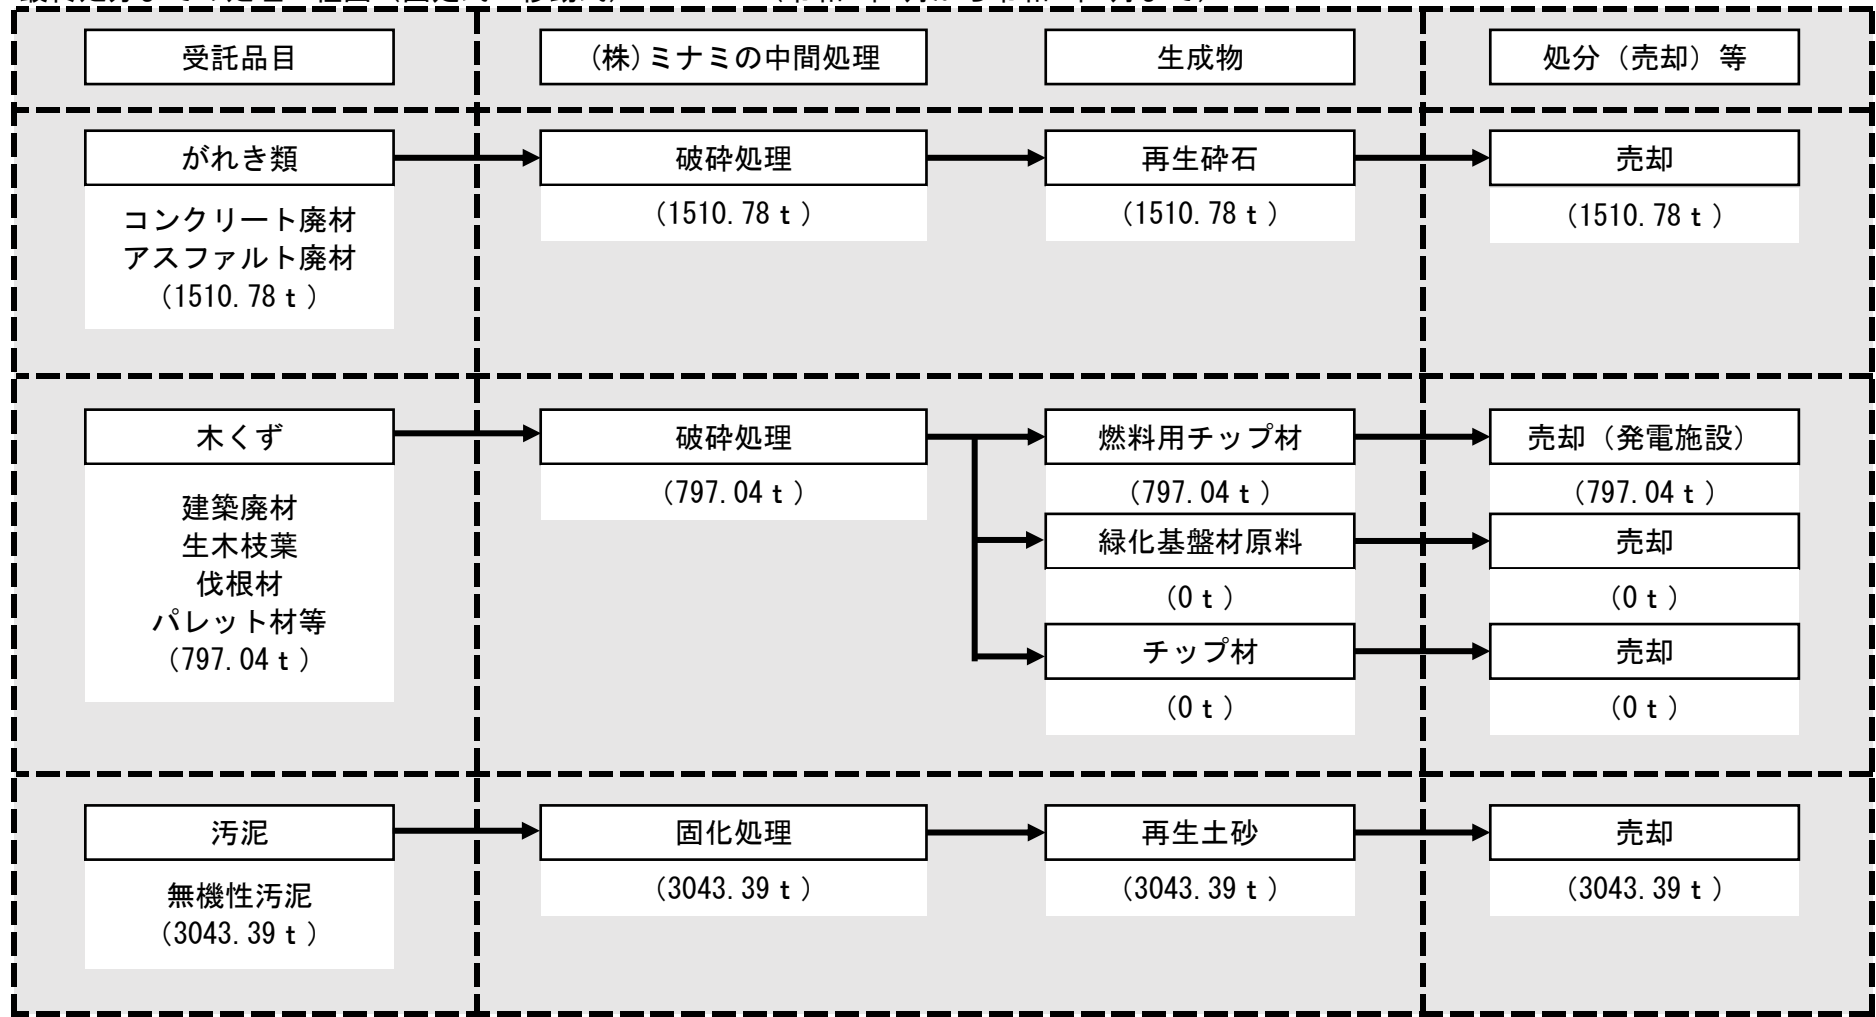 受託品目
(株)ミナミの中間処理
生成物
処分（売却）等
がれき類
破砕処理
再生砕石
売却
コンクリート廃材
アスファルト廃材
(1510.78ｔ)
(1510.78ｔ)
(1510.78ｔ)
(1510.78ｔ)
木くず
破砕処理
燃料用チップ材
売却（発電施設）
建築廃材
生木枝葉
伐根材
パレット材等
(797.04ｔ)
(797.04ｔ)
(797.04ｔ)
(797.04ｔ)
緑化基盤材原料
売却
(0ｔ)
(0ｔ)
チップ材
売却
(0ｔ)
(0ｔ)
汚泥
固化処理
再生土砂
売却
無機性汚泥
(3043.39ｔ)
(3043.39ｔ)
(3043.39ｔ)
(3043.39ｔ)